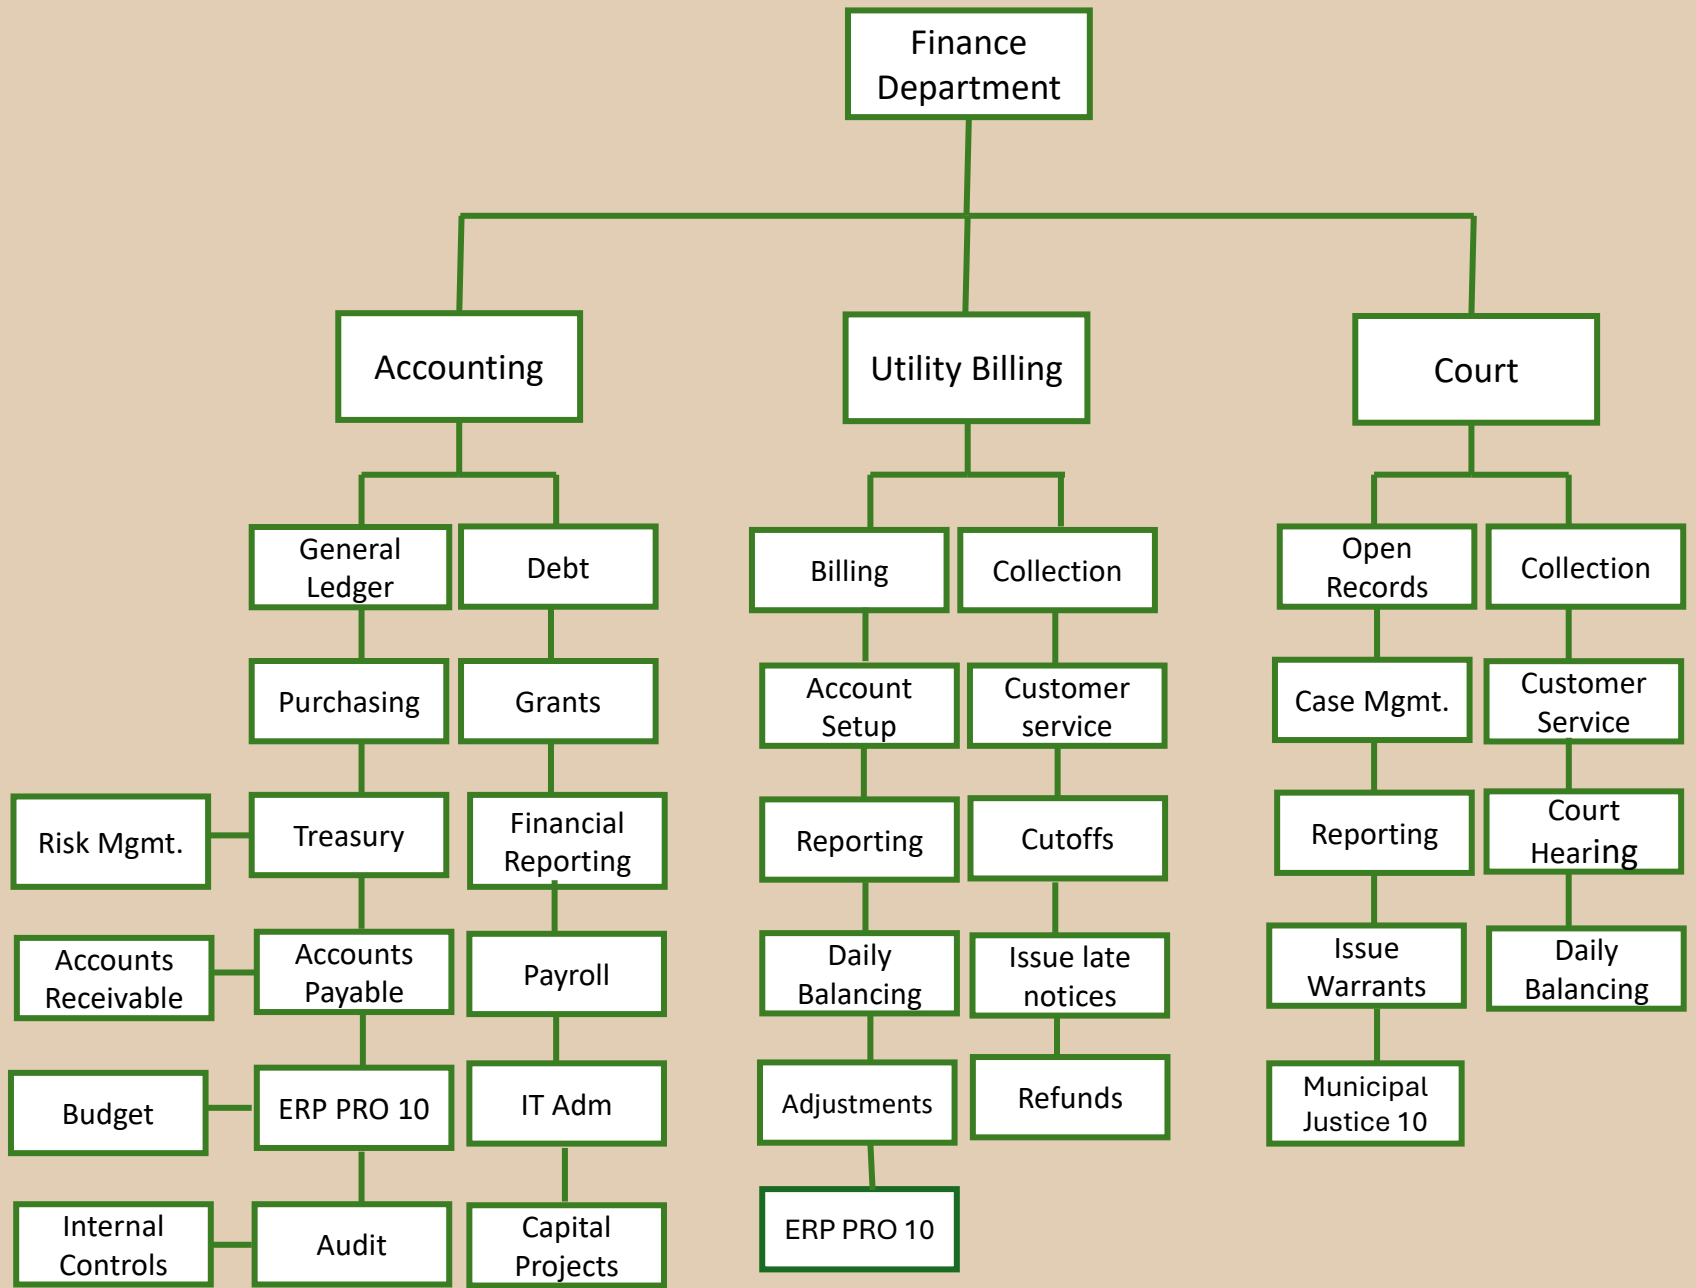 Finance
Department
Accounting
Utility Billing
Court
General
Ledger
Debt
Billing
Collection
Open
Records
Collection
Purchasing
Grants
Account
Setup
Customer
service
Case Mgmt.
Customer
Service
Risk Mgmt.
Treasury
Financial
Reporting
Reporting
Cutoffs
Reporting
Court
Hearing
Accounts
Receivable
Accounts
Payable
Payroll
Daily
Balancing
Issue late
notices
Issue
Warrants
Daily
Balancing
Budget
ERP PRO 10
IT Adm
Adjustments
Refunds
Municipal
Justice 10
Internal
Controls
Audit
Capital
Projects
ERP PRO 10